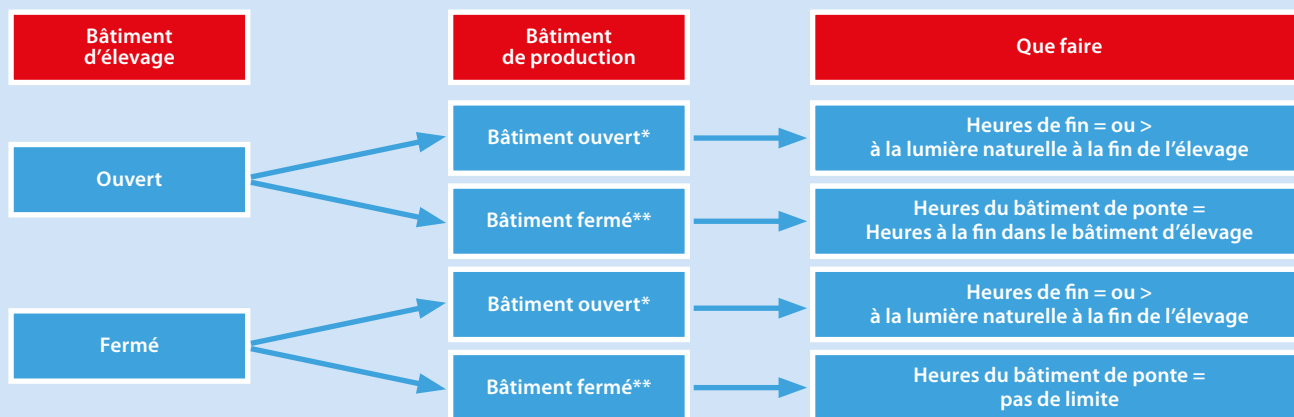 Bâtiment
d’élevage
Bâtiment
de production
Que faire
Ouvert
Bâtiment ouvert*
Heures de fin = ou >
à la lumière naturelle à la fin de l’élevage
Bâtiment fermé**
Heures du bâtiment de ponte =
Heures à la fin dans le bâtiment d’élevage
Fermé
Bâtiment ouvert*
Heures de fin = ou >
à la lumière naturelle à la fin de l’élevage
Bâtiment fermé**
Heures du bâtiment de ponte =
pas de limite